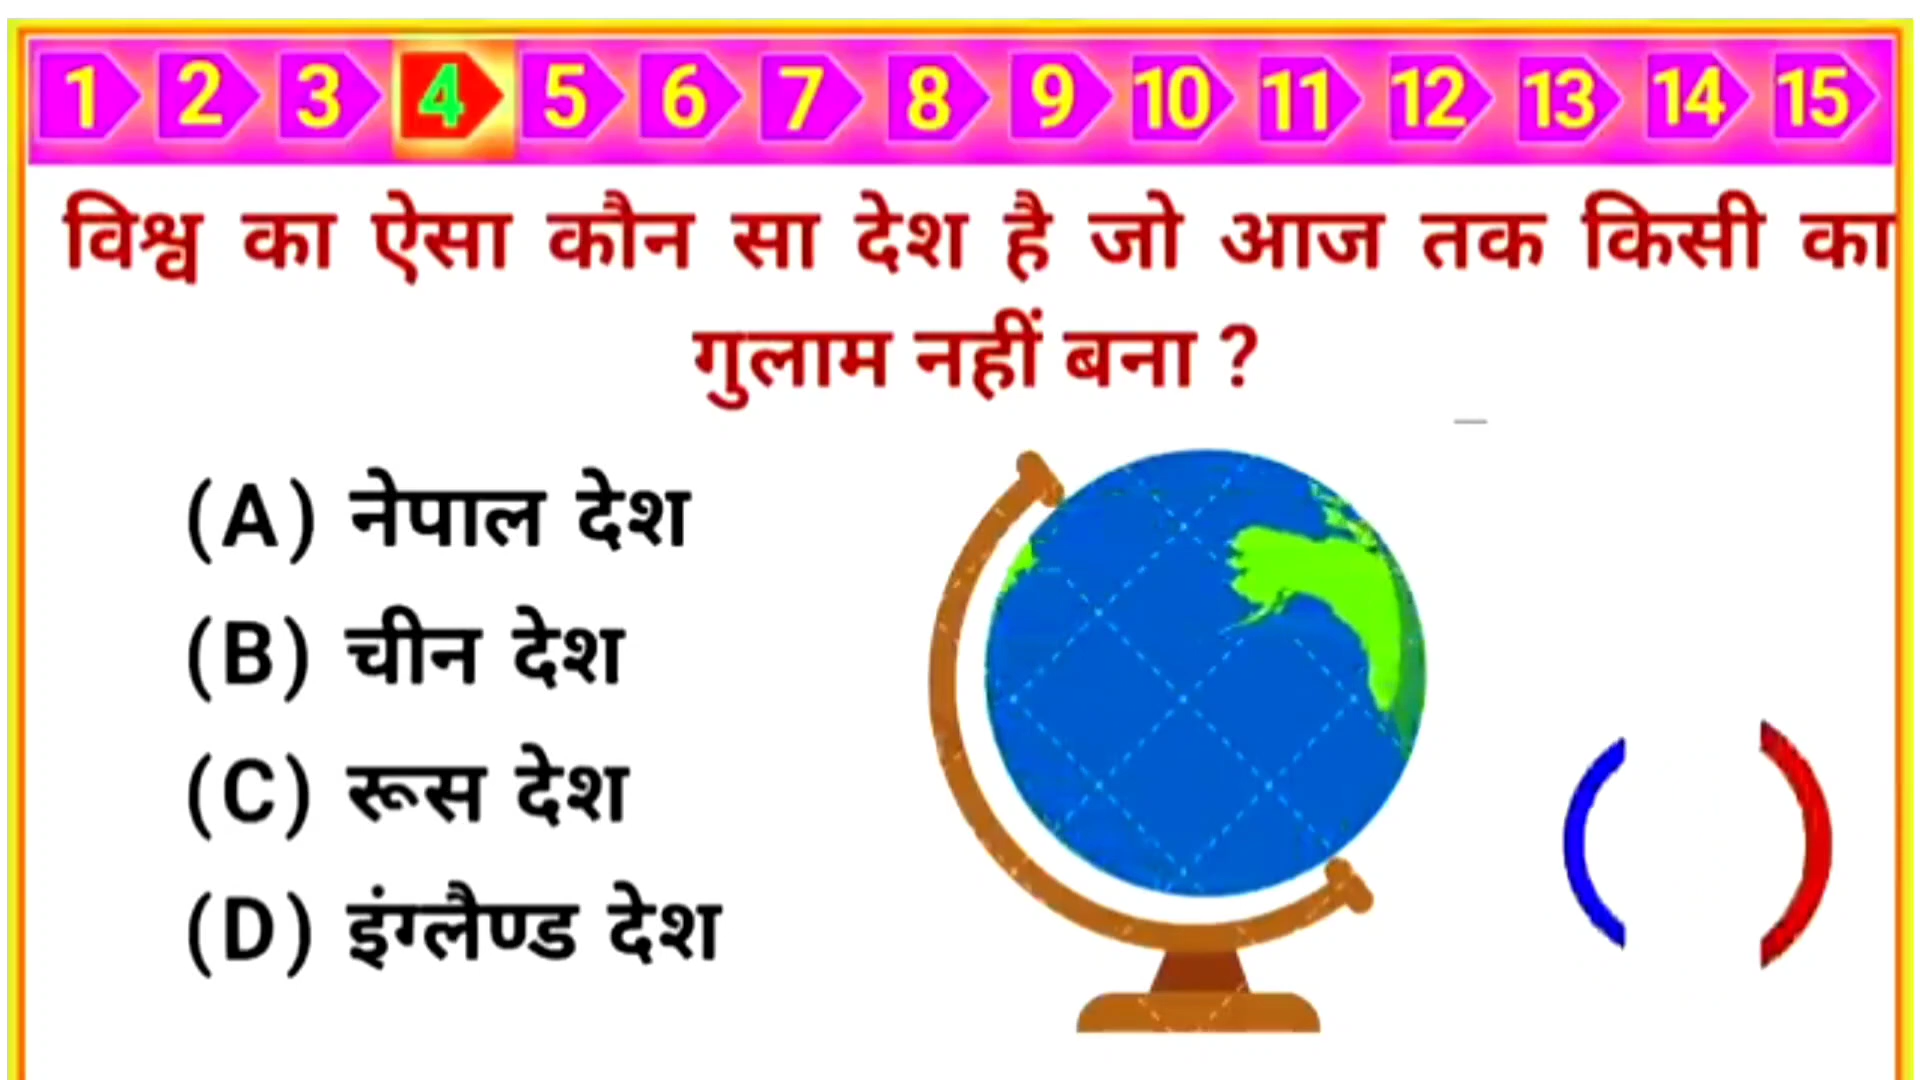 1 2 3 4 5 6 7 8 9 10 11 12 13 14 15
विश्व का ऐसा कौन सा देश है जो आज तक किसी का
गुलाम नहीं बना ?
(A) नेपाल देश
(B) चीन देश
(C) रूस देश
(D) इंग्लैण्ड देश